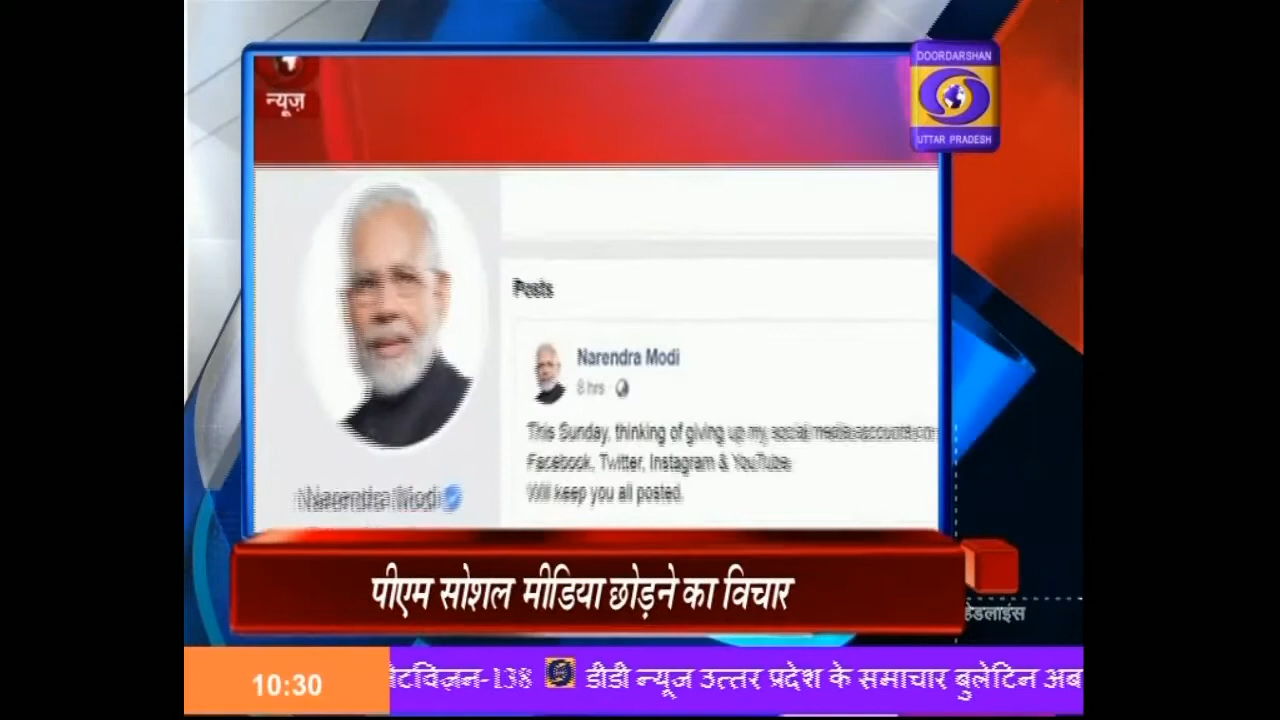 न्यूज़
DOORDARSHAN
UTTAR PRADESH
Posts
Narendra Modi
8 hrs
This Sunday, thinking of giving up my social media accounts on
Facebook, Twitter, Instagram & YouTube.
Will keep you all posted.
Narendra Modi
पीएम सोशल मीडिया छोड़ने का विचार
हेडलाइंस
10:30
-138 डीडी न्यूज उत्तर प्रदेश के समाचार बुलेटिन अब